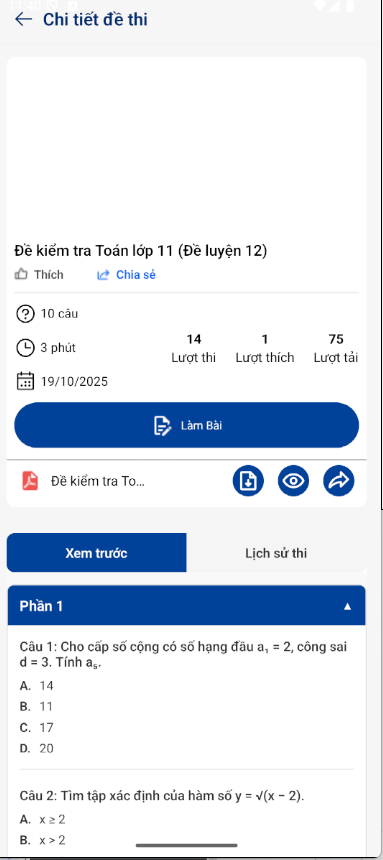 11:40
Chi tiết đề thi
Đề kiểm tra Toán lớp 11 (Đề luyện 12)
Thích Chia sẻ
10 câu
3 phút
19/10/2025
14 1 75
Lượt thi Lượt thích Lượt tải
Làm Bài
Đề kiểm tra To...
Xem trước Lịch sử thi
Phần 1
Câu 1: Cho cấp số cộng có số hạng đầu a₁ = 2, công sai
d = 3. Tính a₅.
A. 14
B. 11
C. 17
D. 20
Câu 2: Tìm tập xác định của hàm số y = √(x − 2).
A. x ≥ 2
B. x > 2